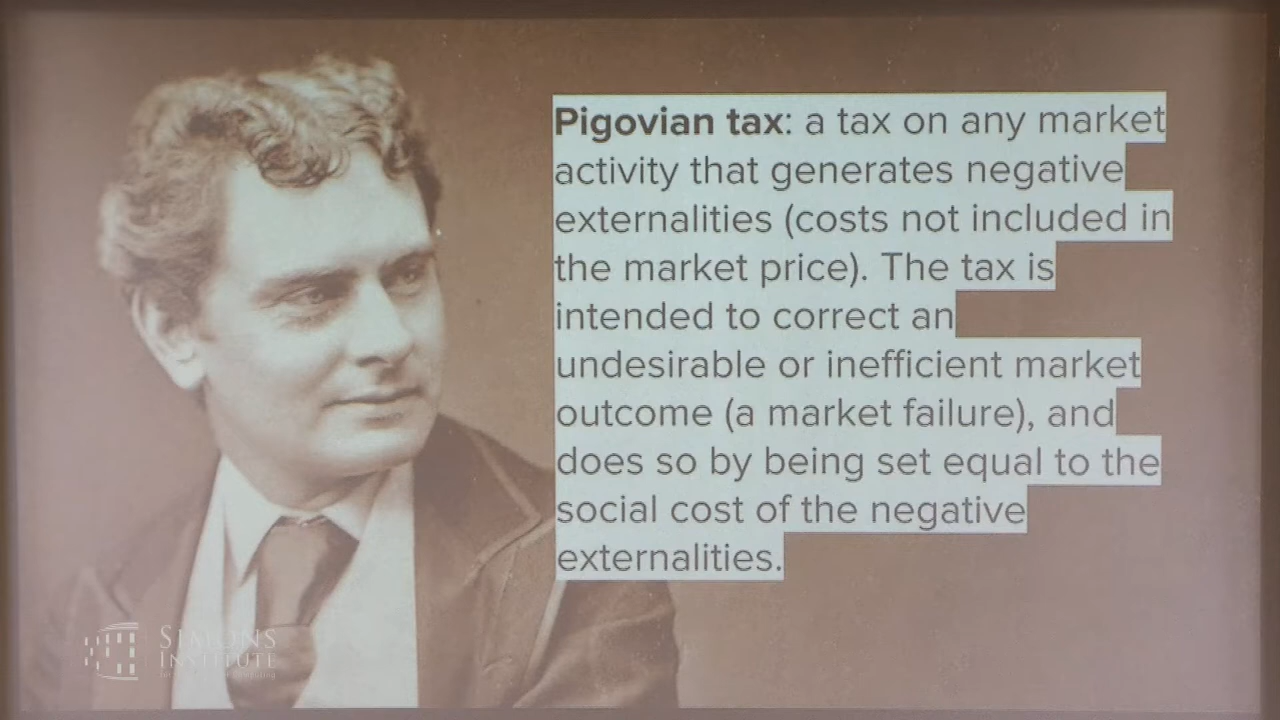 Pigovian tax: a tax on any market
activity that generates negative
externalities (costs not included in
the market price). The tax is
intended to correct an
undesirable or inefficient market
outcome (a market failure), and
does so by being set equal to the
social cost of the negative
externalities.
SIMONS
INSTITUTE